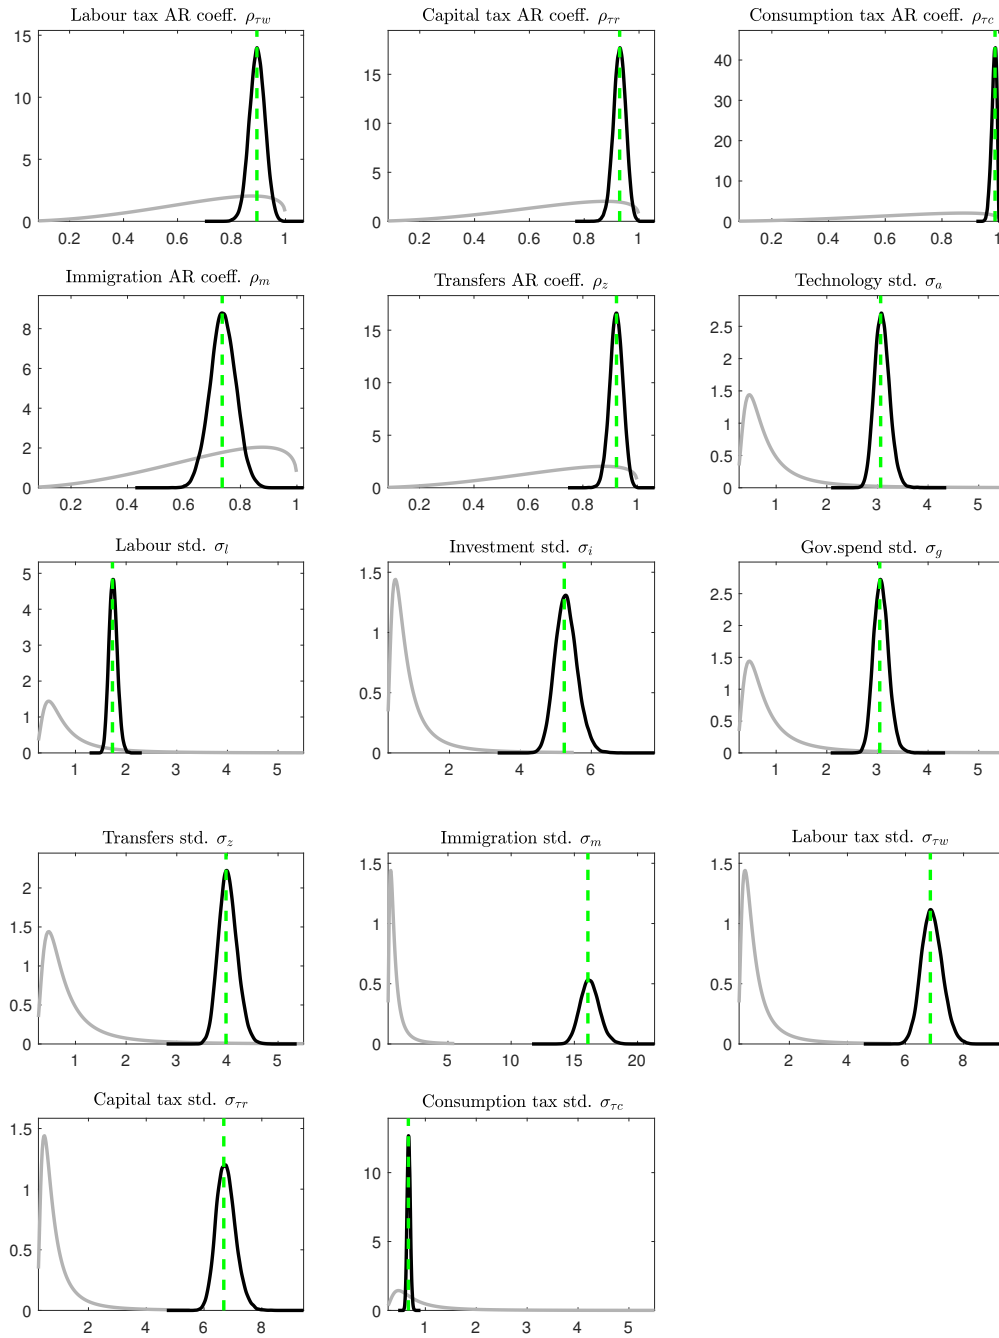 Labour tax AR coeff. ρτw
Capital tax AR coeff. ρτr
Consumption tax AR coeff. ρτc
15
10
5
0
0.2 0.4 0.6 0.8 1
15
10
5
0
0.2 0.4 0.6 0.8 1
40
30
20
10
0
0.2 0.4 0.6 0.8 1
Immigration AR coeff. ρm
Transfers AR coeff. ρz
Technology std. σa
8
6
4
2
0
0.2 0.4 0.6 0.8 1
15
10
5
0
0.2 0.4 0.6 0.8 1
2.5
2
1.5
1
0.5
0
1 2 3 4 5
Labour std. σl
Investment std. σi
Gov.spend std. σg
5
4
3
2
1
0
1 2 3 4 5
1.5
1
0.5
0
2 4 6
2.5
2
1.5
1
0.5
0
1 2 3 4 5
Transfers std. σz
Immigration std. σm
Labour tax std. στw
2
1.5
1
0.5
0
1 2 3 4 5
1.5
1
0.5
0
5 10 15 20
1.5
1
0.5
0
2 4 6 8
Capital tax std. στr
Consumption tax std. στc
1.5
1
0.5
0
2 4 6 8
10
5
0
1 2 3 4 5